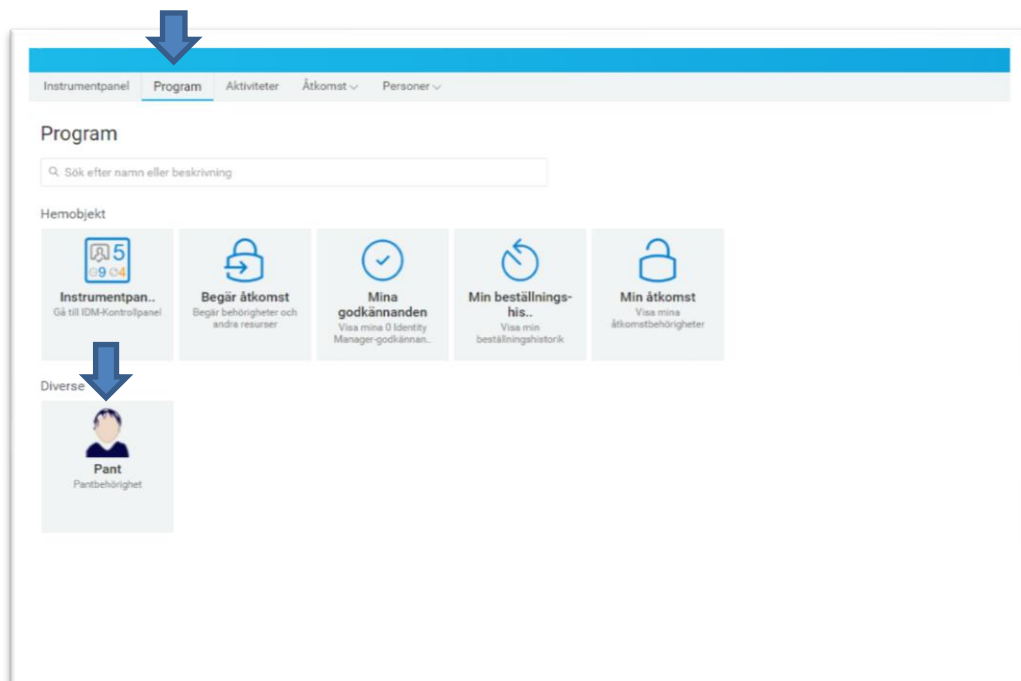 Instrumentpanel Program Aktiviteter Åtkomst Personer
Program
Sök efter namn eller beskrivning
Hemobjekt
Instrumentpan..
Gå till IDM-Kontrollpanel
Begär åtkomst
Begär behörigheter och
andra resurser
Mina
godkännanden
Visa mina 0 Identity
Manager-godkännan..
Min beställnings-
his..
Visa min
beställningshistorik
Min åtkomst
Visa mina
åtkomstbehörigheter
5
9 4
Diverse
Pant
Pantbehörighet